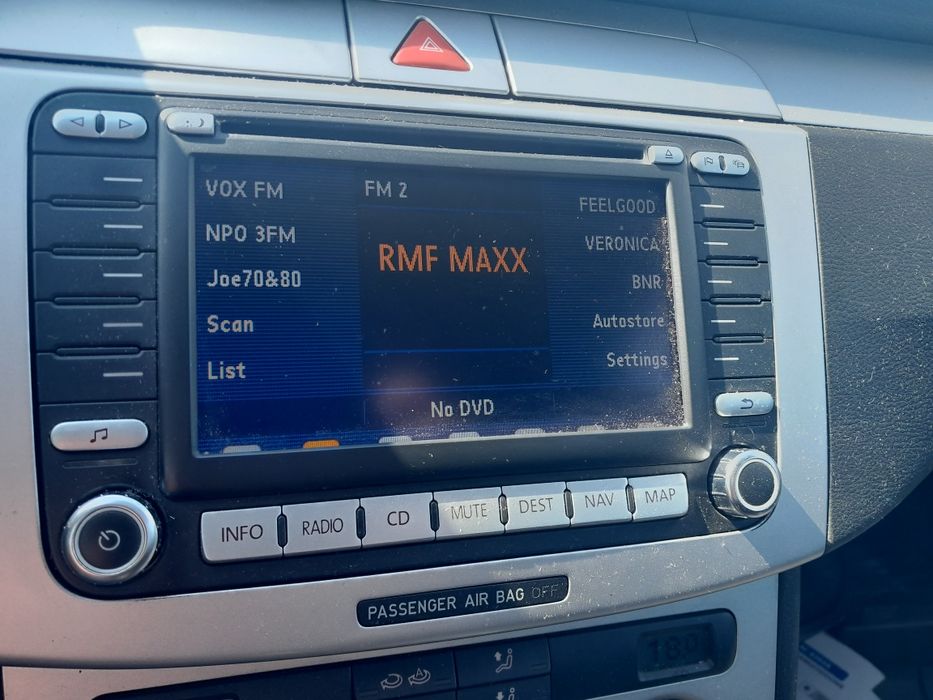 VOX FM
FM 2
FEELGOOD
NPO 3FM
RMF MAXX
VERONICA
Joe70&80
BNR
Scan
Autostore
List
Settings
No DVD
INFO
RADIO
CD
MUTE
DEST
NAV
MAP
PASSENGER AIR BAG OFF